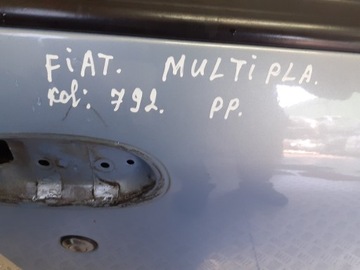 FiAT. MULTiPLA.
kol: 792. PP.